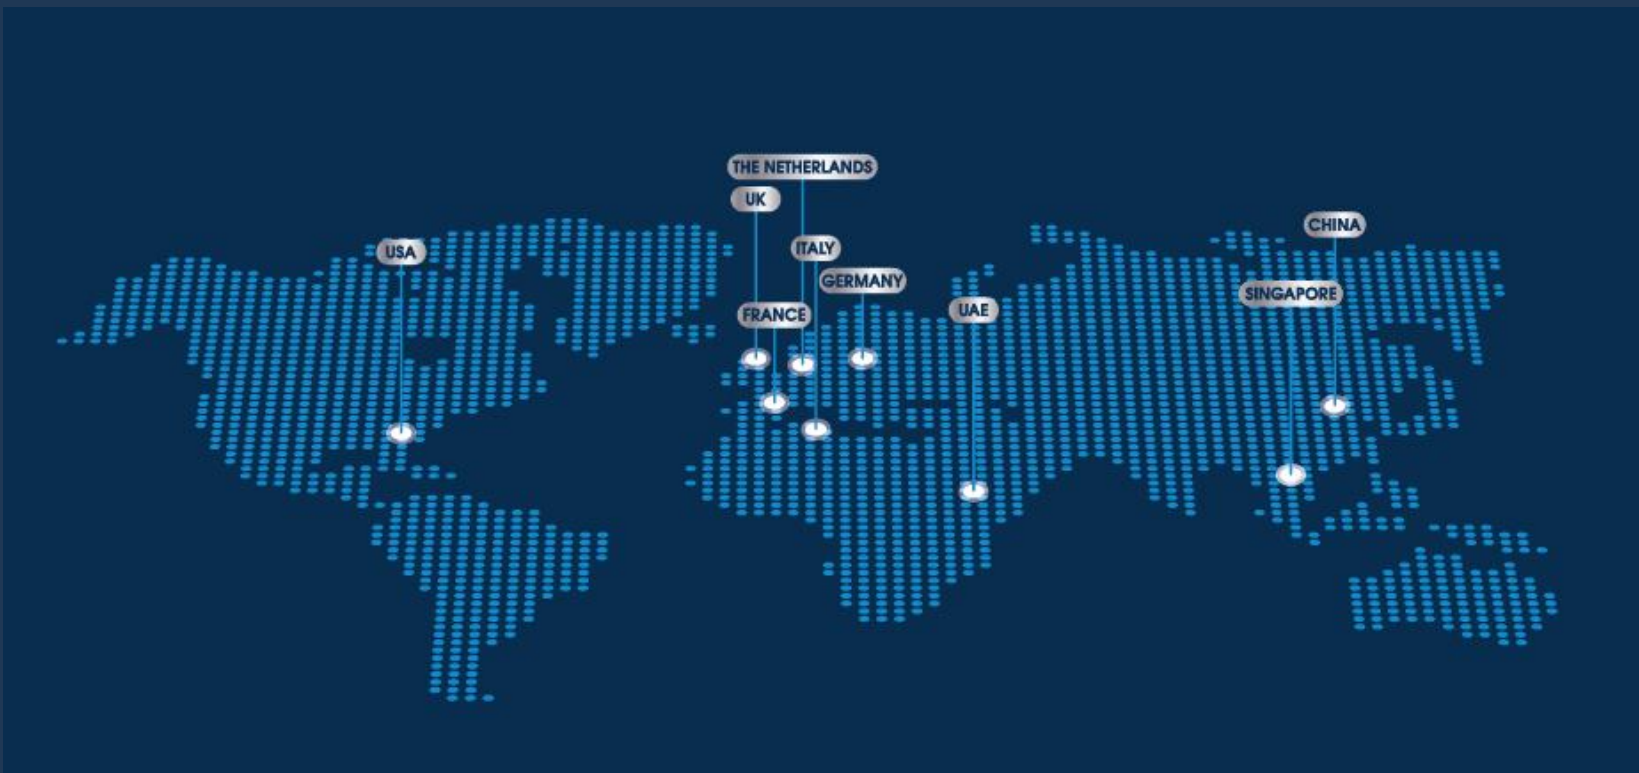 THE NETHERLANDS
UK
CHINA
ITALY
USA
GERMANY
SINGAPORE
UAE
FRANCE